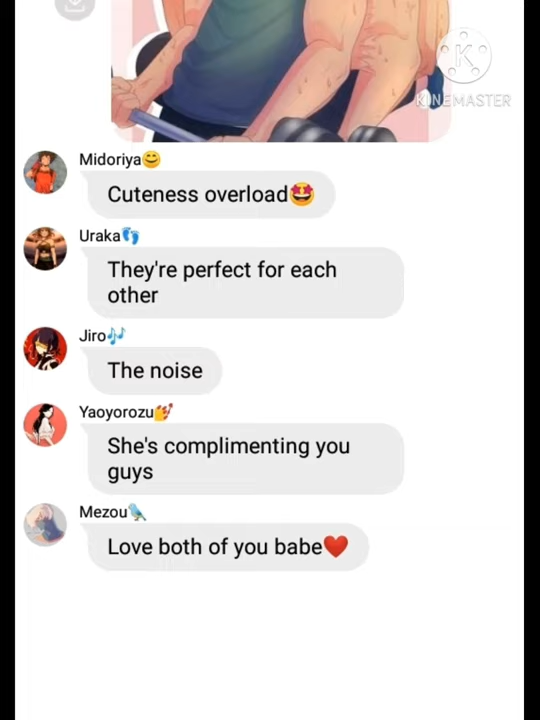 KINEMASTER
Midoriya😊
Cuteness overload🤩
Uraka👣
They're perfect for each
other
Jiro🎶
The noise
Yaoyorozu💅
She's complimenting you
guys
Mezou🐦
Love both of you babe❤️